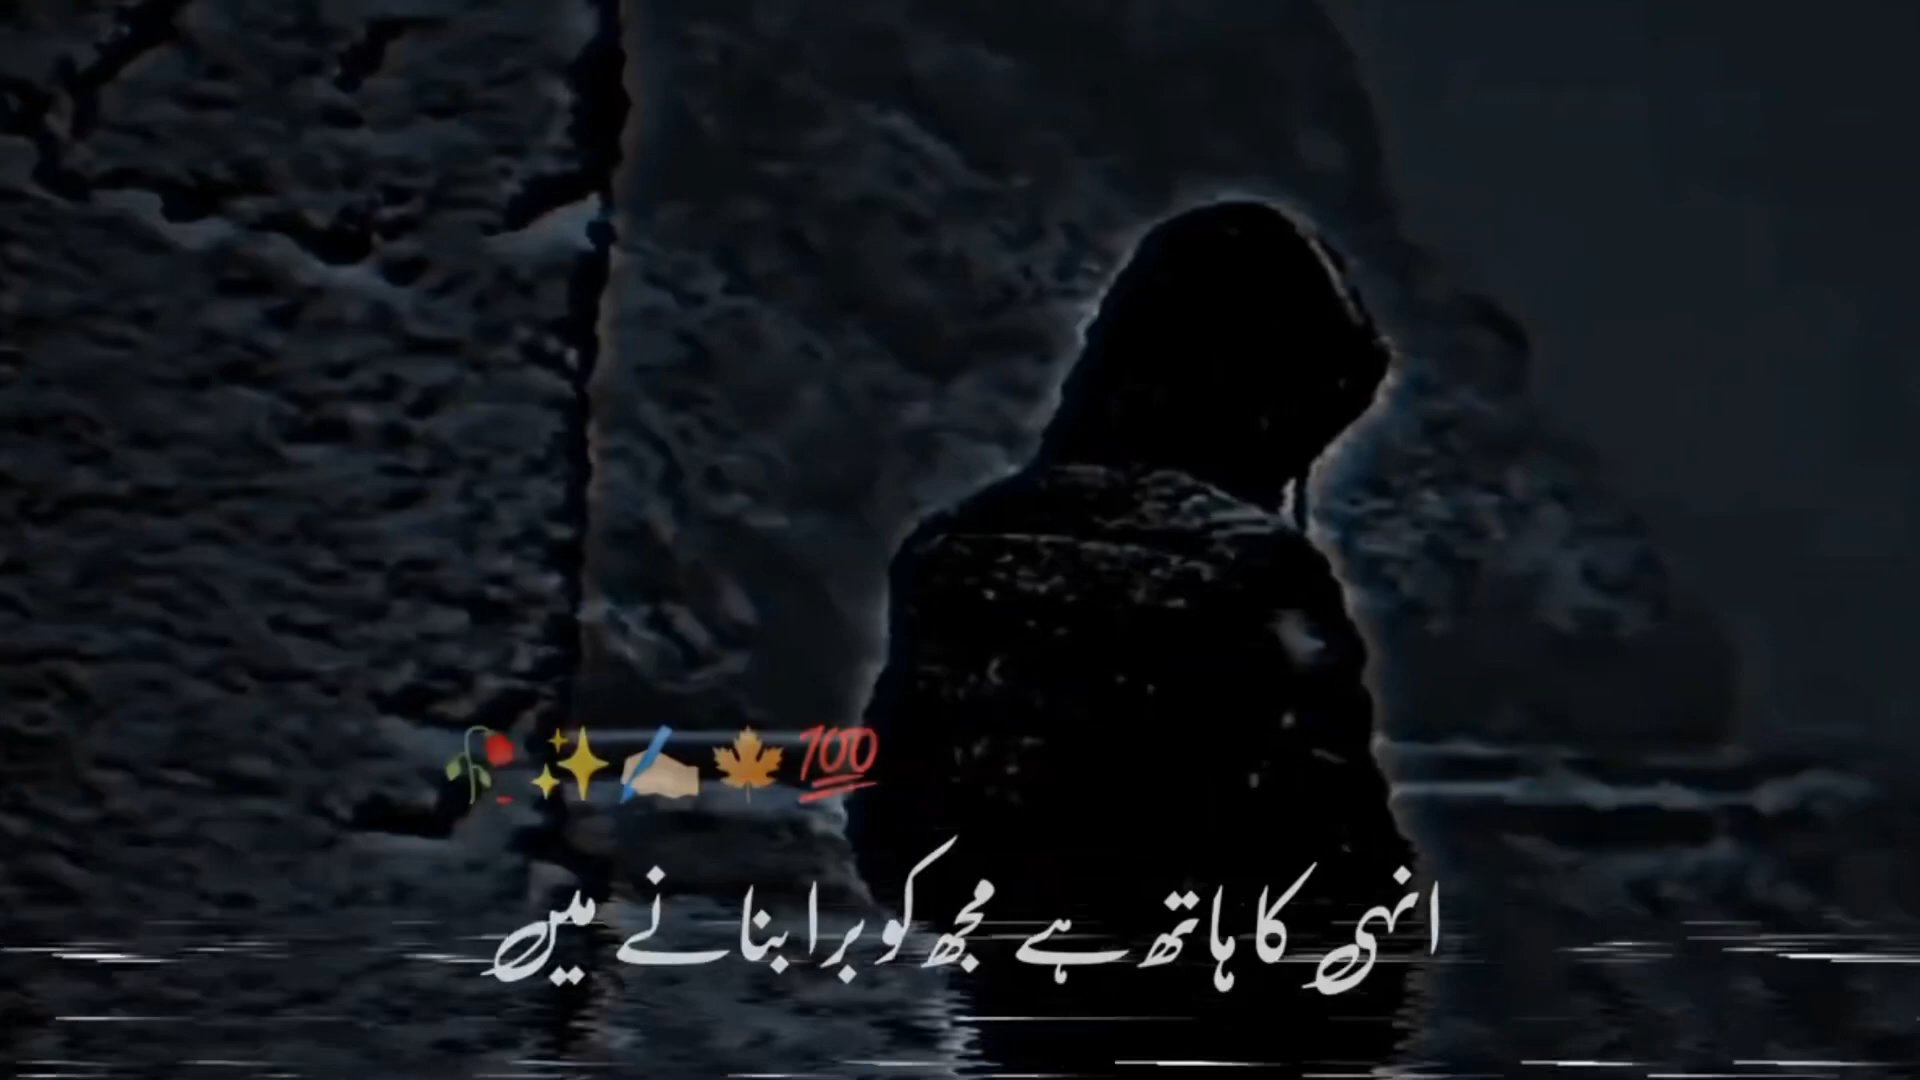 🥀✨✍🏻🍁💯
انہی کا ہاتھ ہے مجھ کو برا بنانے میں